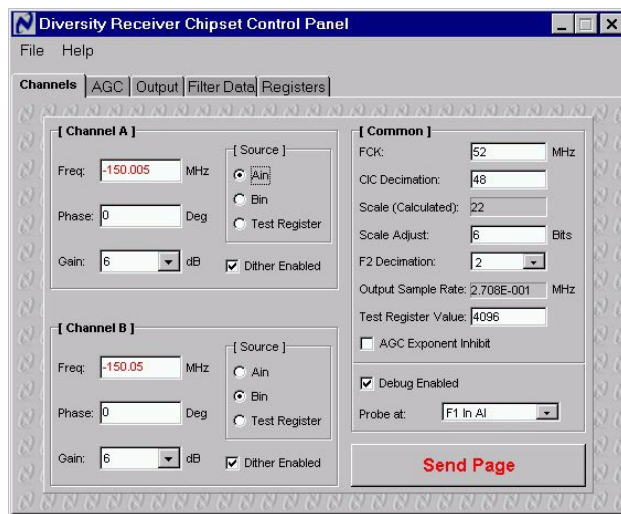 Diversity Receiver Chipset Control Panel
File Help
Channels AGC Output Filter Data Registers
[ Channel A ]
Freq: -150.005 MHz
Phase: 0 Deg
Gain: 6 dB
[ Source ]
Ain
Bin
Test Register
Dither Enabled
[ Channel B ]
Freq: -150.05 MHz
Phase: 0 Deg
Gain: 6 dB
[ Source ]
Ain
Bin
Test Register
Dither Enabled
[ Common ]
FCK: 52 MHz
CIC Decimation: 48
Scale (Calculated): 22
Scale Adjust: 6 Bits
F2 Decimation: 2
Output Sample Rate: 2.708E-001 MHz
Test Register Value: 4096
AGC Exponent Inhibit
Debug Enabled
Probe at: F1 In AI
Send Page